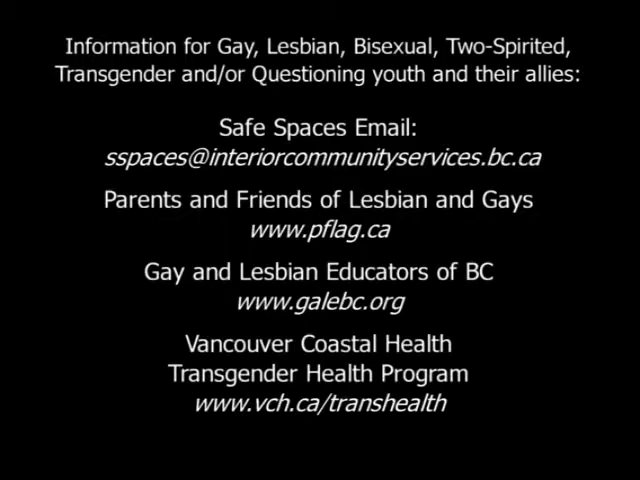 Information for Gay, Lesbian, Bisexual, Two-Spirited,
Transgender and/or Questioning youth and their allies:
Safe Spaces Email:
sspaces@interiorcommunityservices.bc.ca
Parents and Friends of Lesbian and Gays
www.pflag.ca
Gay and Lesbian Educators of BC
www.galebc.org
Vancouver Coastal Health
Transgender Health Program
www.vch.ca/transhealth